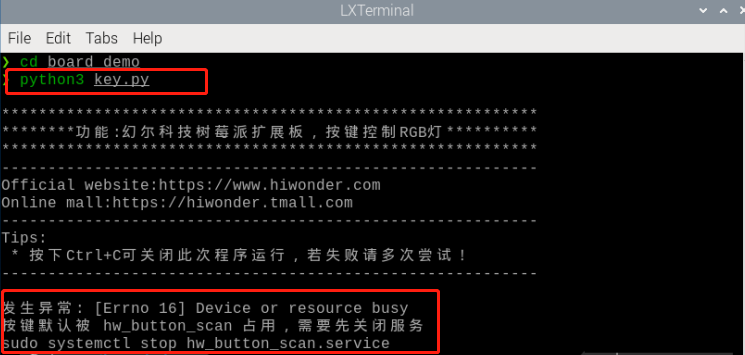 LXTerminal
File Edit Tabs Help
❯ cd board_demo
❯ python3 key.py
**********************************************************
********功能:幻尔科技树莓派扩展板，按键控制RGB灯**********
**********************************************************
----------------------------------------------------------
Official website:https://www.hiwonder.com
Online mall:https://hiwonder.tmall.com
----------------------------------------------------------
Tips:
* 按下Ctrl+C可关闭此次程序运行，若失败请多次尝试！
----------------------------------------------------------
发生异常: [Errno 16] Device or resource busy
按键默认被 hw_button_scan 占用，需要先关闭服务
sudo systemctl stop hw_button_scan.service